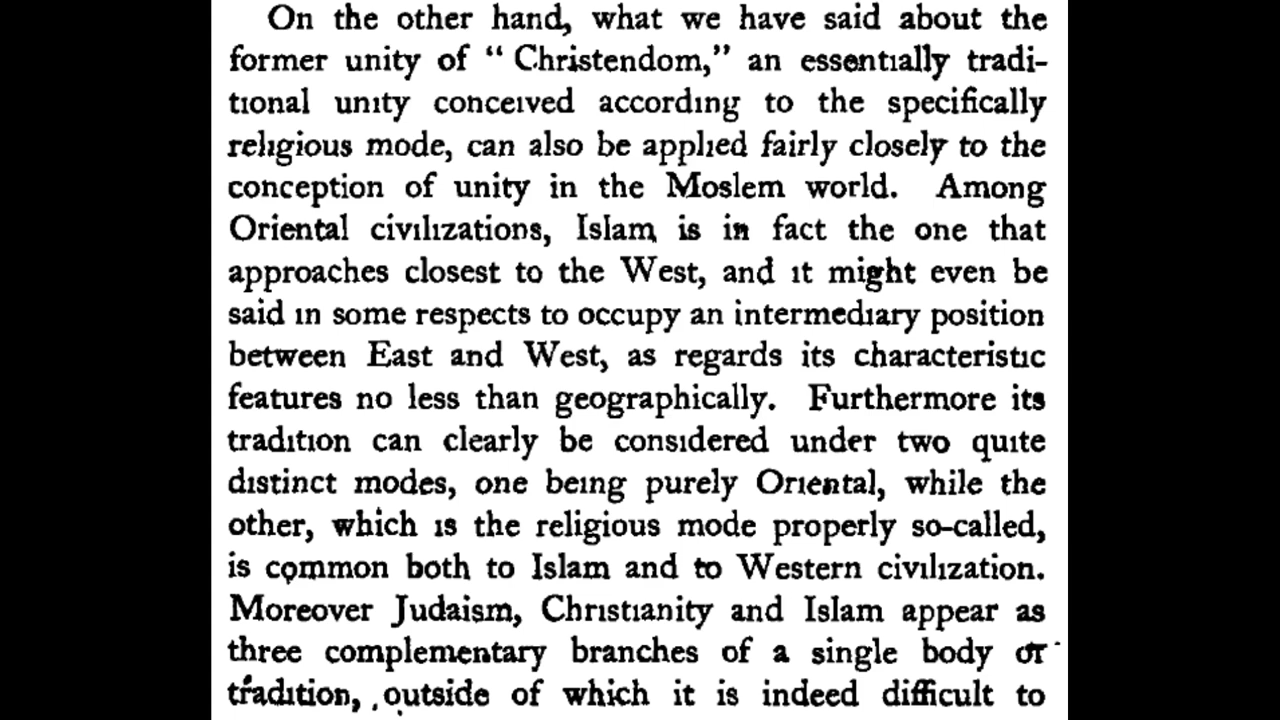 On the other hand, what we have said about the
former unity of “ Christendom,” an essentially tradi-
tional unity conceived according to the specifically
religious mode, can also be applied fairly closely to the
conception of unity in the Moslem world. Among
Oriental civilizations, Islam is in fact the one that
approaches closest to the West, and it might even be
said in some respects to occupy an intermediary position
between East and West, as regards its characteristic
features no less than geographically. Furthermore its
tradition can clearly be considered under two quite
distinct modes, one being purely Oriental, while the
other, which is the religious mode properly so-called,
is common both to Islam and to Western civilization.
Moreover Judaism, Christianity and Islam appear as
three complementary branches of a single body or
tradition, outside of which it is indeed difficult to